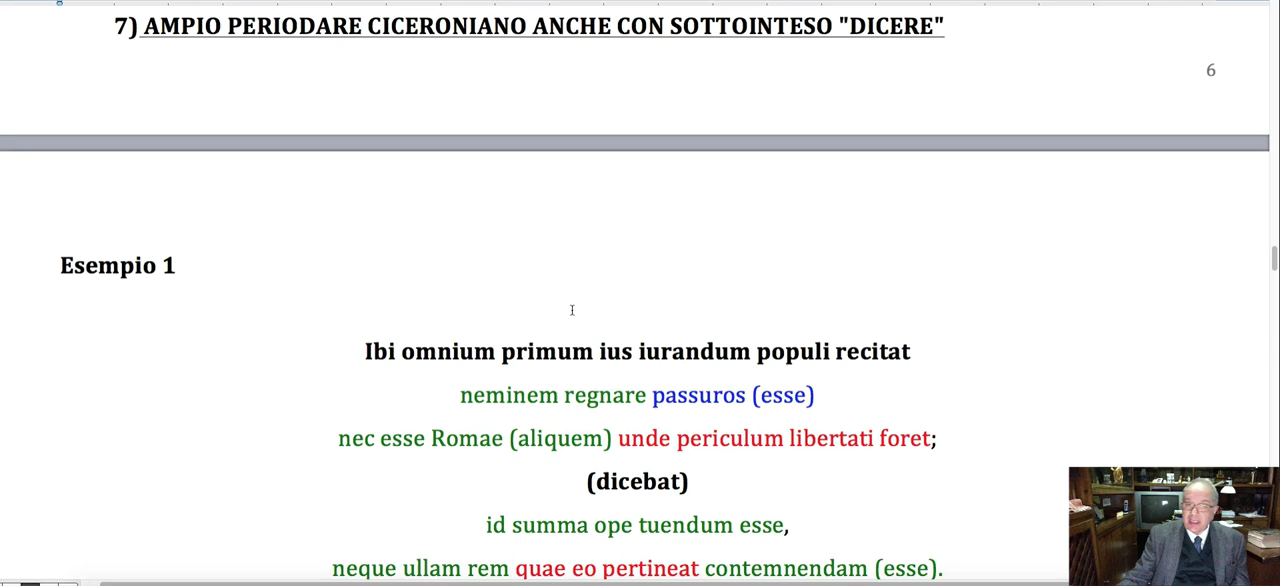 7) AMPIO PERIODARE CICERONIANO ANCHE CON SOTTOINTESO "DICERE"
6
Esempio 1
Ibi omnium primum ius iurandum populi recitat
neminem regnare passuros (esse)
nec esse Romae (aliquem) unde periculum libertati foret;
(dicebat)
id summa ope tuendum esse,
neque ullam rem quae eo pertineat contemnendam (esse).